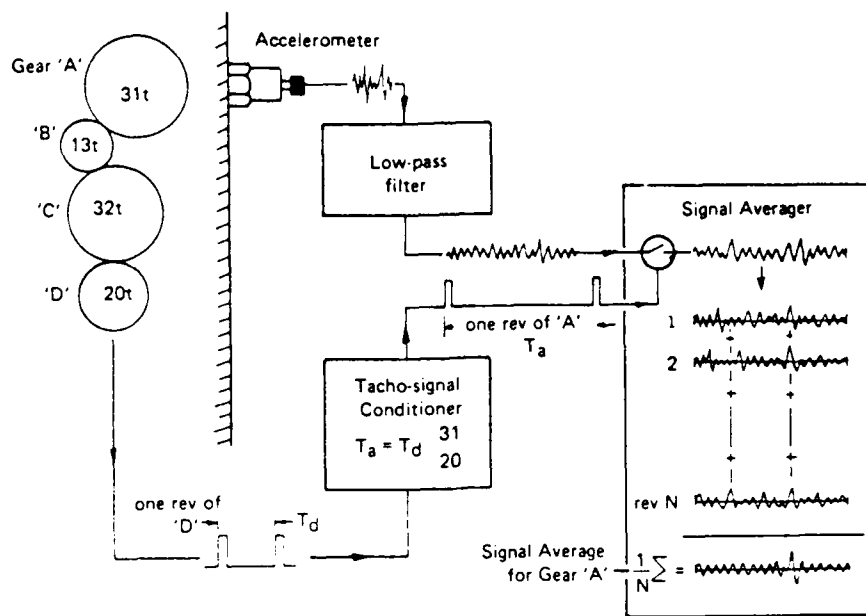 Gear 'A'
31t
'B'
13t
'C'
32t
'D'
20t
Accelerometer
Low-pass
filter
Signal Averager
one rev of 'A'
Ta
1
2
rev N
Tacho-signal
Conditioner
Ta = Td 31
20
one rev of
'D'
Td
Signal Average
for Gear 'A'
1
N Σ =